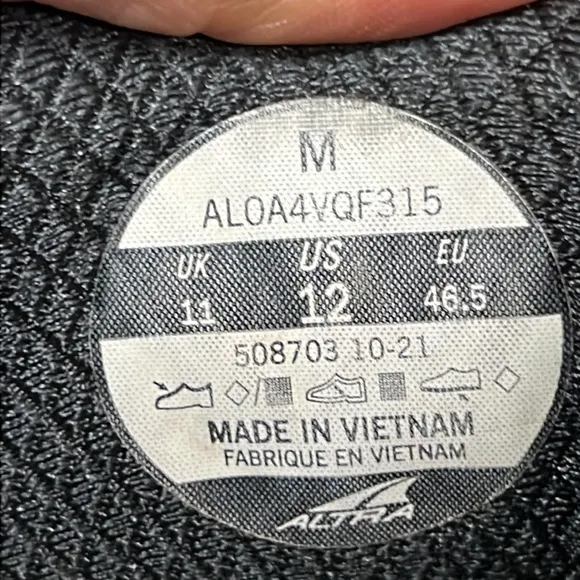 M
AL0A4VQF315
UK US EU
11 12 46.5
508703 10-21
MADE IN VIETNAM
FABRIQUE EN VIETNAM
ALTRA